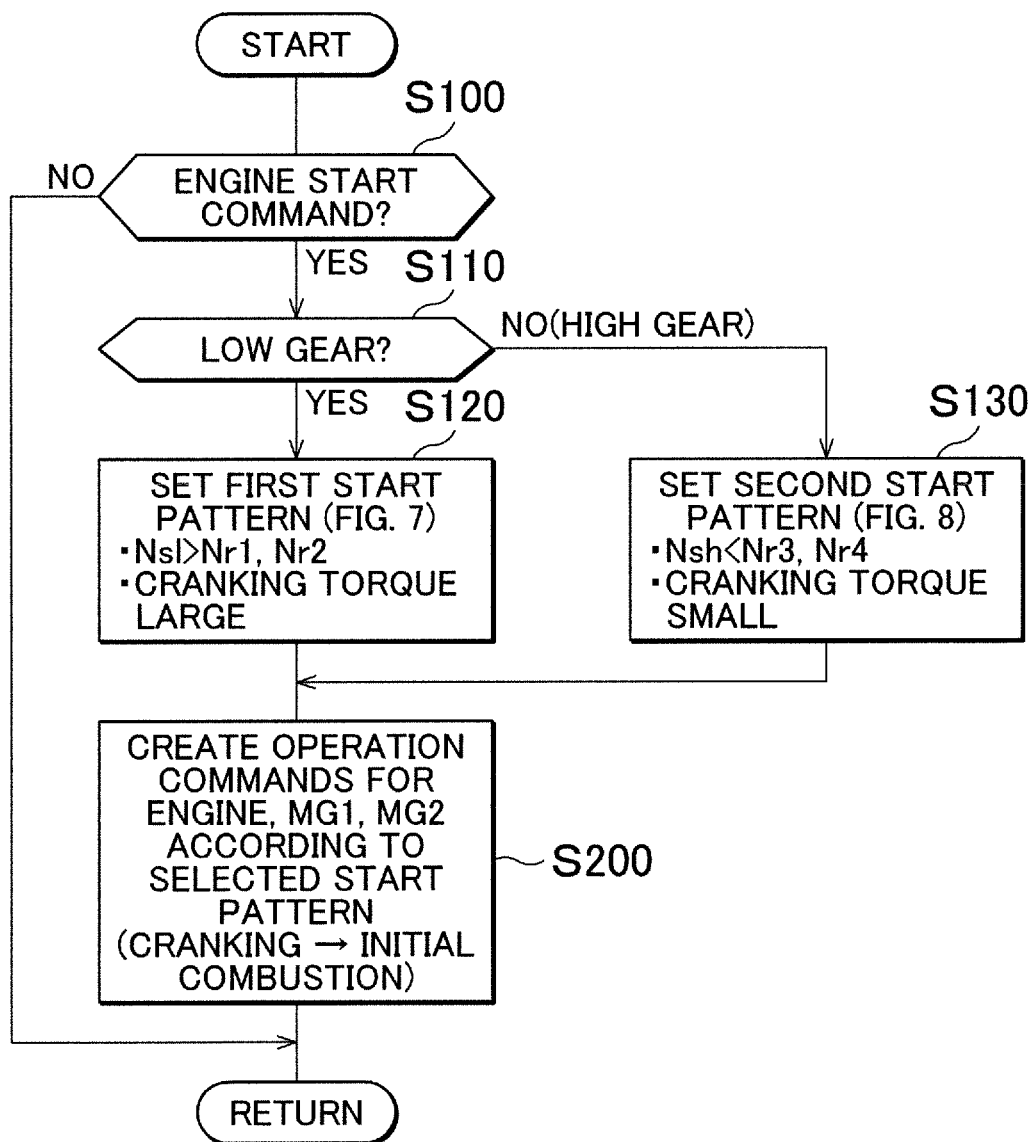 START
S100
NO
ENGINE START
COMMAND?
YES
S110
LOW GEAR?
NO(HIGH GEAR)
YES
S120
SET FIRST START
PATTERN (FIG. 7)
▪Nsl>Nr1, Nr2
▪CRANKING TORQUE
LARGE
S130
SET SECOND START
PATTERN (FIG. 8)
▪Nsh<Nr3, Nr4
▪CRANKING TORQUE
SMALL
CREATE OPERATION
COMMANDS FOR
ENGINE, MG1, MG2
ACCORDING TO
SELECTED START
PATTERN
(CRANKING → INITIAL
COMBUSTION)
S200
RETURN